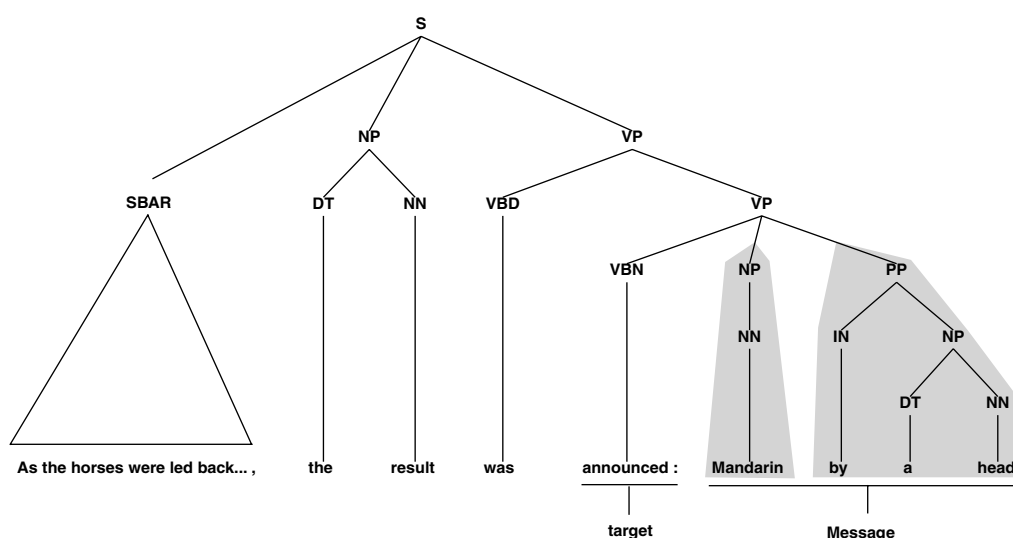 S
NP VP
SBAR DT NN VBD VP
VBN NP PP
NN IN NP
DT NN
As the horses were led back... , the result was announced : Mandarin by a head
target Message